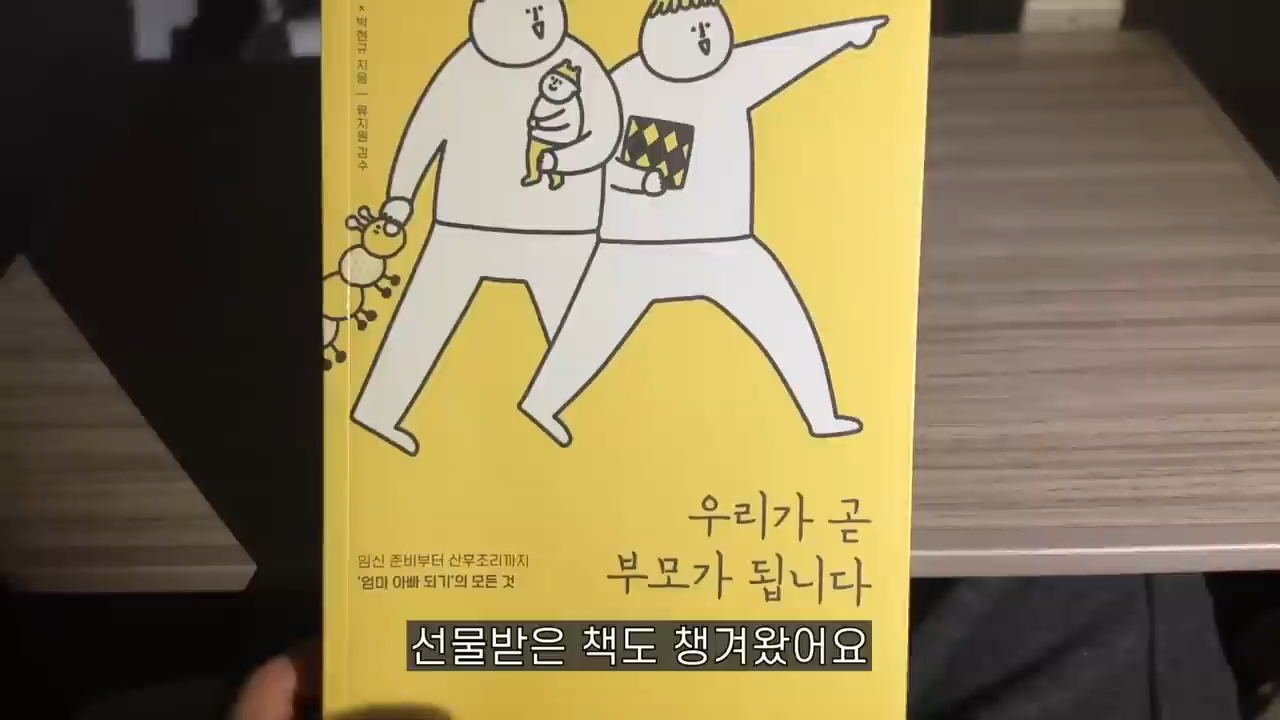 × 박현규 지음 — 류지원 감수
우리가 곧
부모가 됩니다
임신 준비부터 산후조리까지
'엄마 아빠 되기'의 모든 것
선물받은 책도 챙겨왔어요